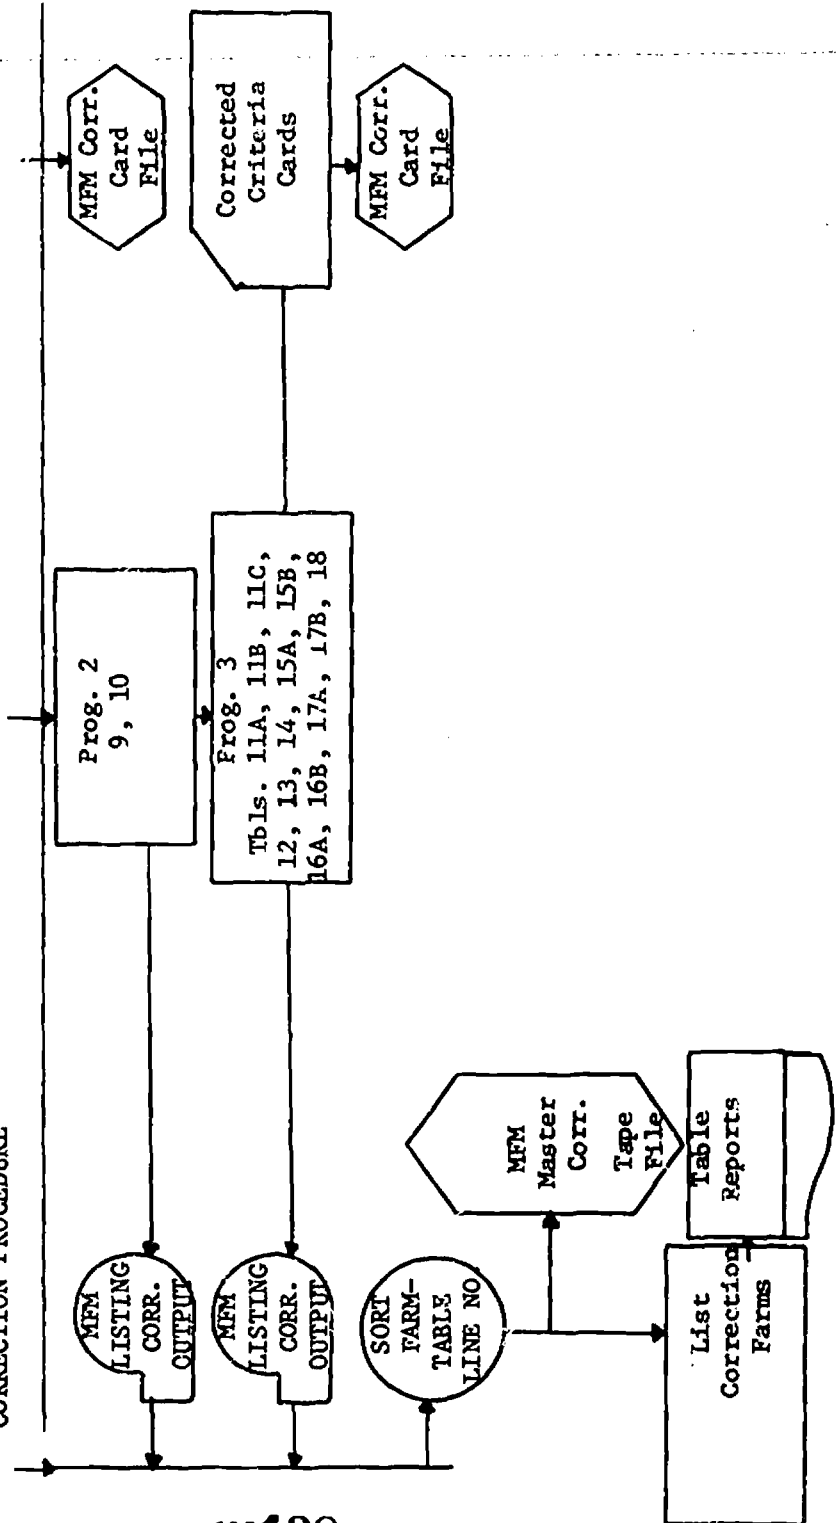 CORRECTION PROCEDURE
MFM
LISTING
CORR.
OUTPUT
Prog. 2
9, 10
MFM Corr.
Card
File
MFM
LISTING
CORR.
OUTPUT
Prog. 3
Tbls. 11A, 11B, 11C,
12, 13, 14, 15A, 15B,
16A, 16B, 17A, 17B, 18
Corrected
Criteria
Cards
MFM Corr.
Card
File
SORT
FARM-
TABLE
LINE NO.
MFM
Master
Corr.
Tape
File
List
Correction
Farms
Table
Reports